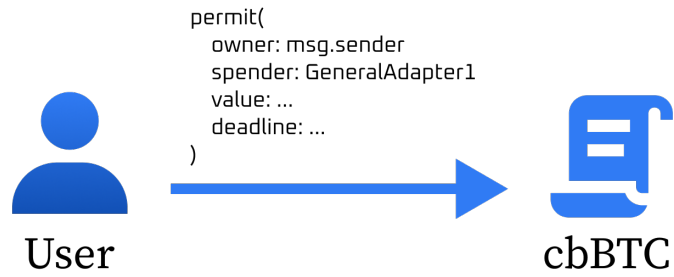 permit(
owner: msg.sender
spender: GeneralAdapter1
value: ...
deadline: ...
)
User
cbBTC